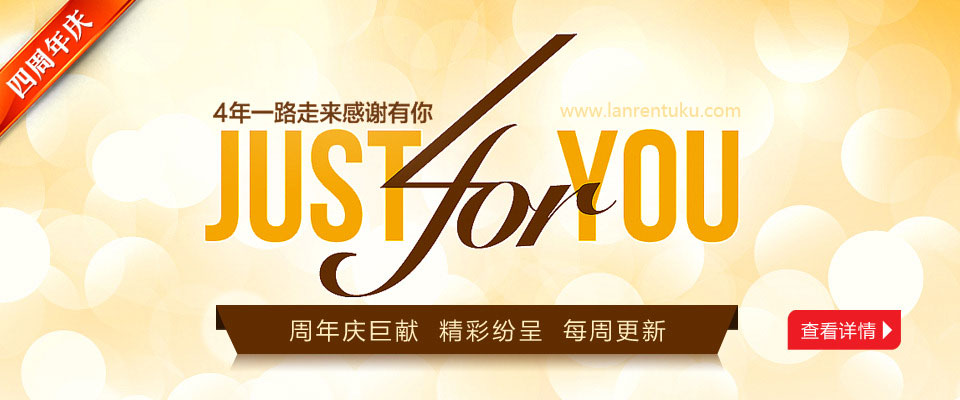 四周年庆
4年一路走来感谢有你
www.lanrentuku.com
JUST for YOU
周年庆巨献 精彩纷呈 每周更新
查看详情